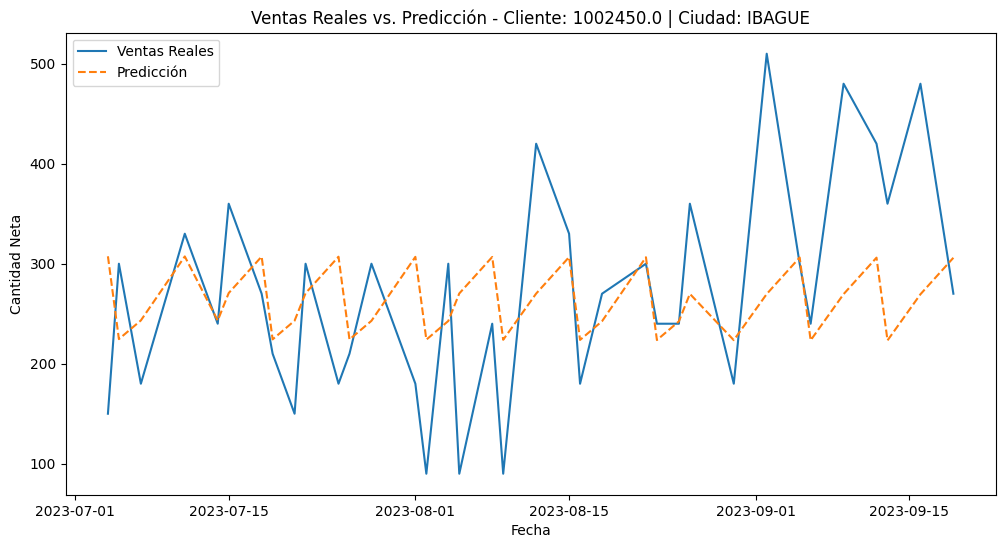 Ventas Reales vs. Predicción - Cliente: 1002450.0 | Ciudad: IBAGUE
Ventas Reales
Predicción
Cantidad Neta
500
400
300
200
100
2023-07-01
2023-07-15
2023-08-01
2023-08-15
2023-09-01
2023-09-15
Fecha